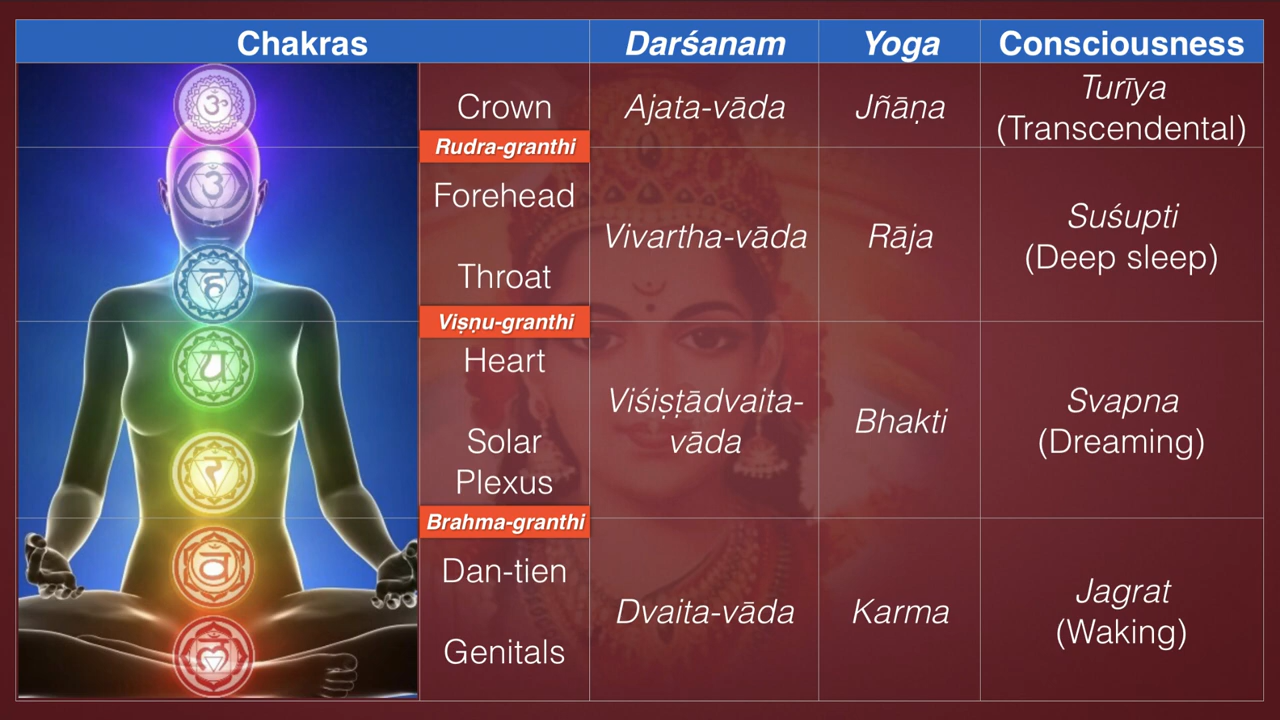 Chakras
Darśanam
Yoga
Consciousness
Crown
Ajata-vāda
Jñāṇa
Turīya
(Transcendental)
Rudra-granthi
Forehead
Throat
Vivartha-vāda
Rāja
Suśupti
(Deep sleep)
Viṣṇu-granthi
Heart
Solar
Plexus
Viśiṣṭādvaita-
vāda
Bhakti
Svapna
(Dreaming)
Brahma-granthi
Dan-tien
Genitals
Dvaita-vāda
Karma
Jagrat
(Waking)
ॐ
ॐ
हं
यं
रं
वं